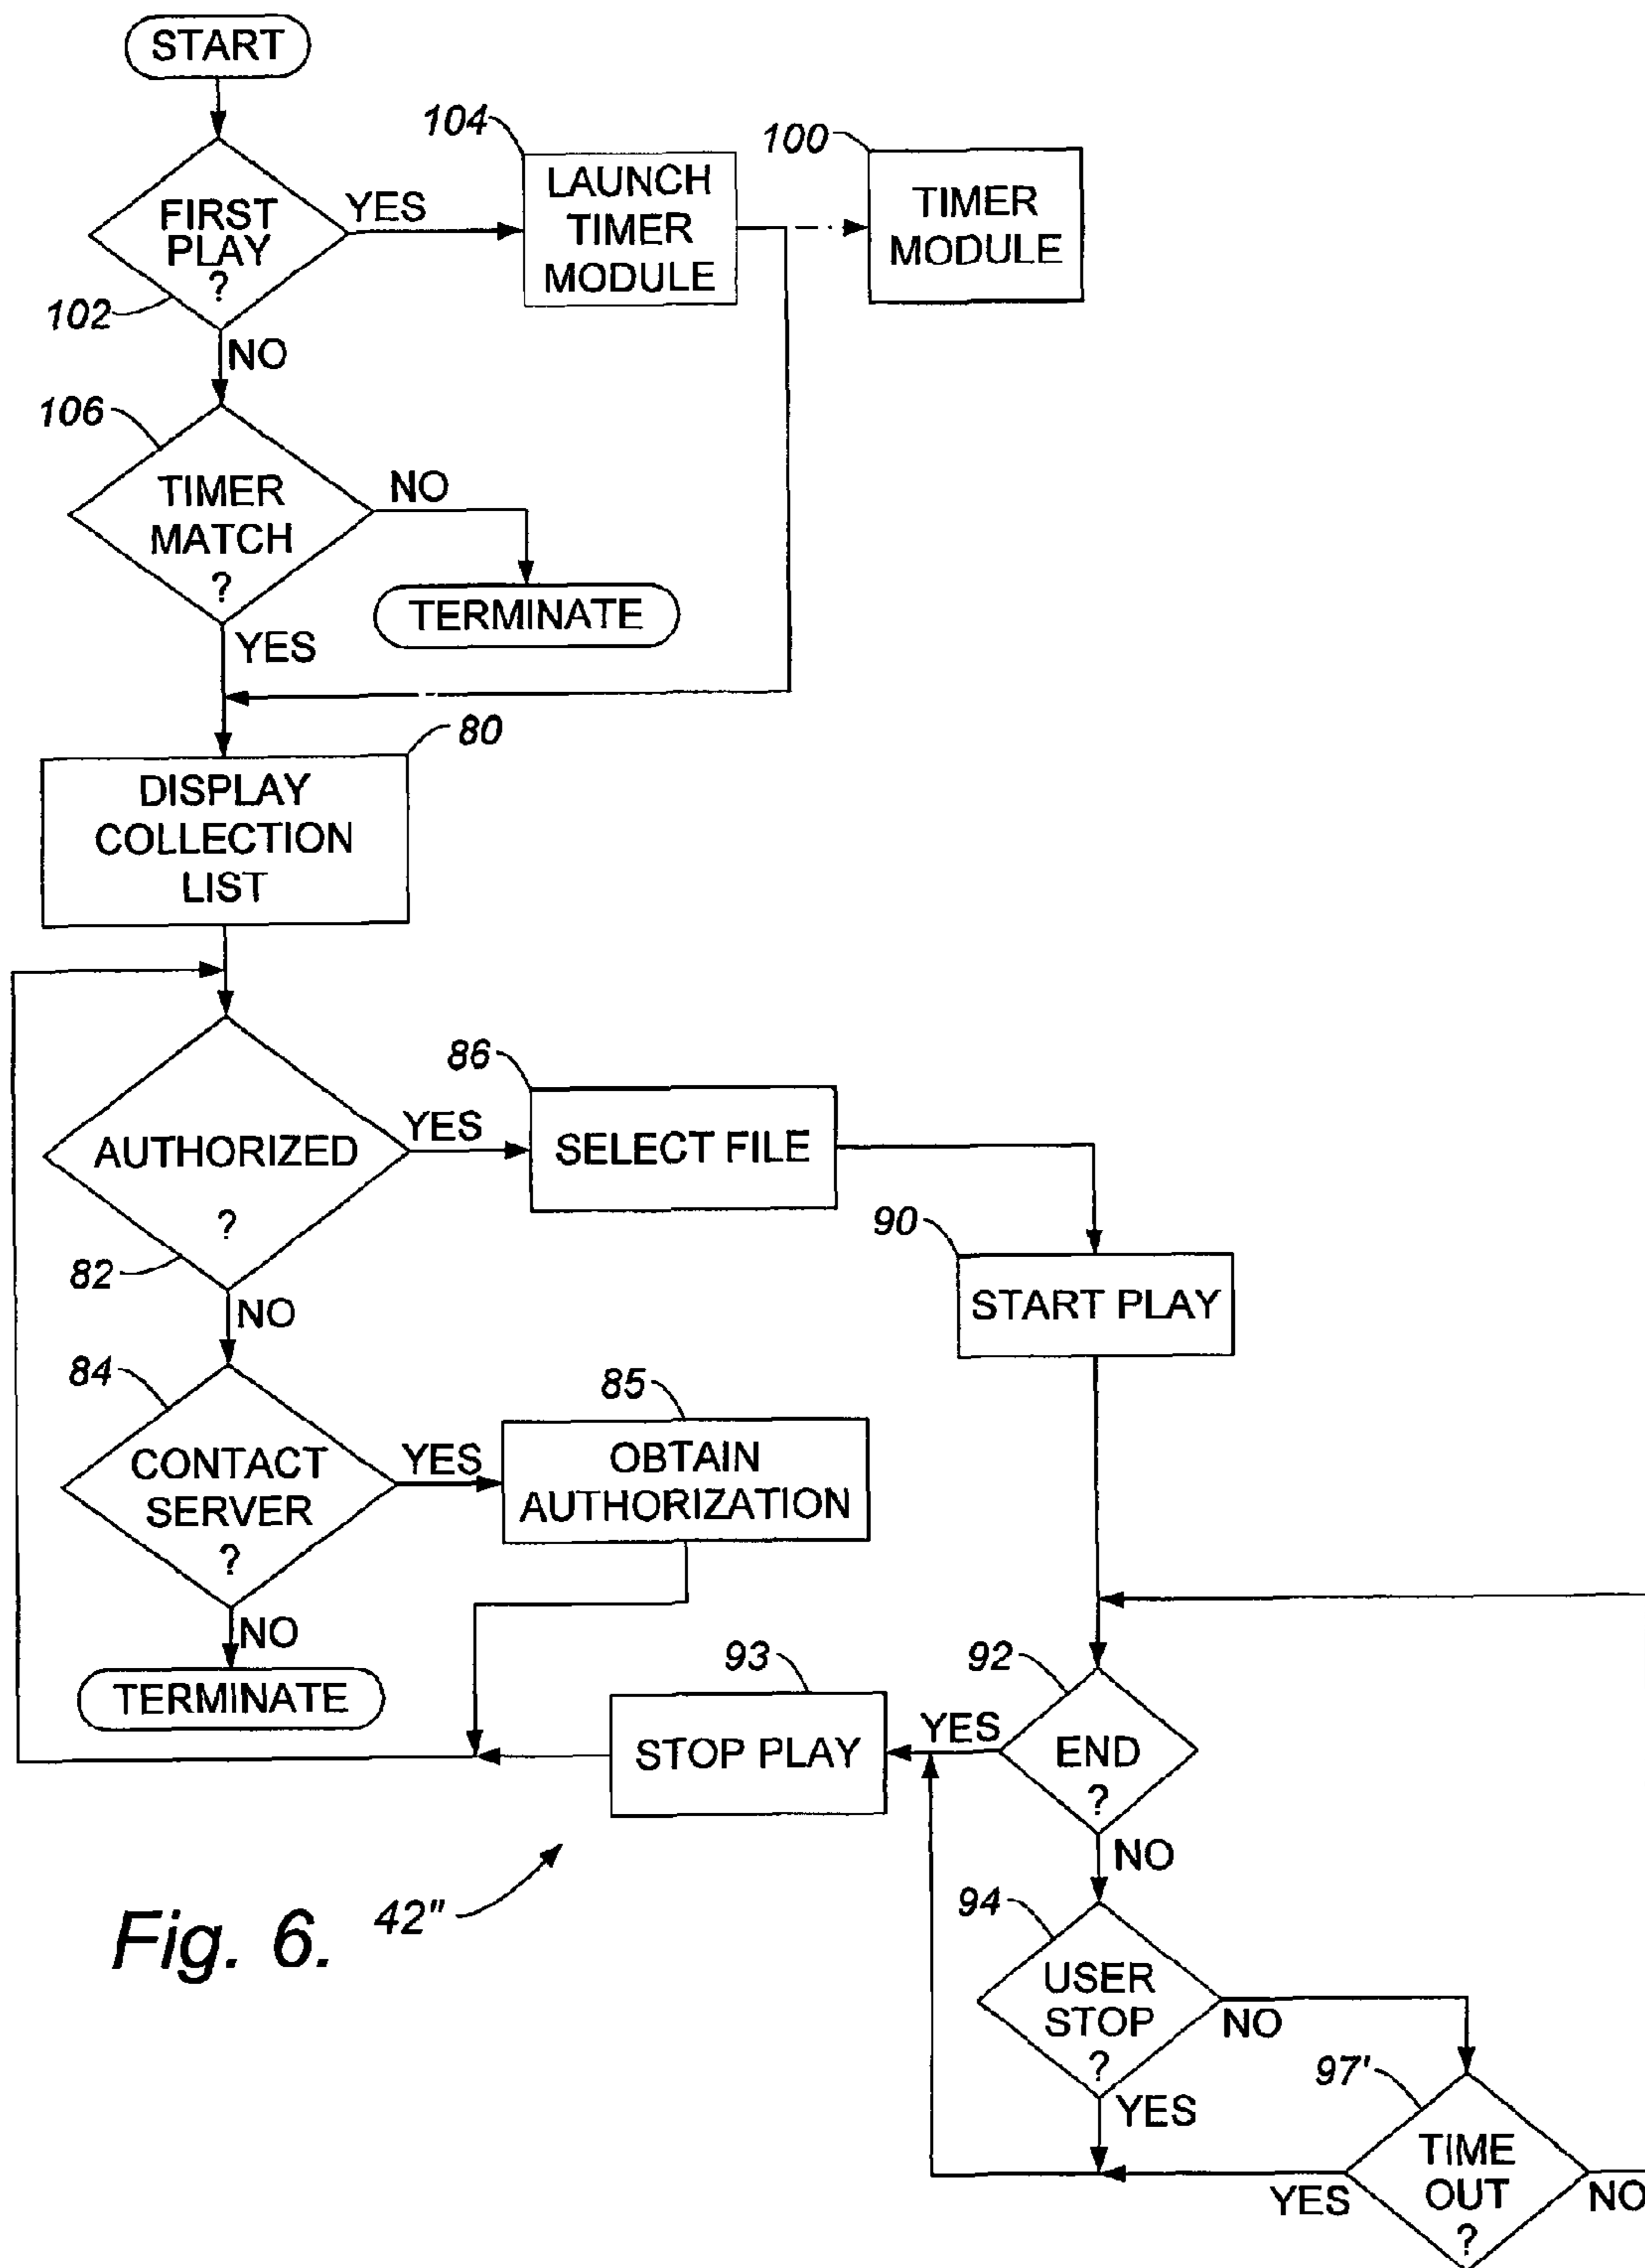 START
104
100
FIRST
PLAY
?
YES
LAUNCH
TIMER
MODULE
TIMER
MODULE
102
NO
106
TIMER
MATCH
?
NO
TERMINATE
YES
80
DISPLAY
COLLECTION
LIST
86
AUTHORIZED
?
YES
SELECT FILE
82
90
START PLAY
NO
84
85
CONTACT
SERVER
?
YES
OBTAIN
AUTHORIZATION
NO
TERMINATE
93
92
STOP PLAY
YES
END
?
NO
Fig. 6.
42"
94
USER
STOP
?
NO
YES
97'
TIME
OUT
?
YES
NO